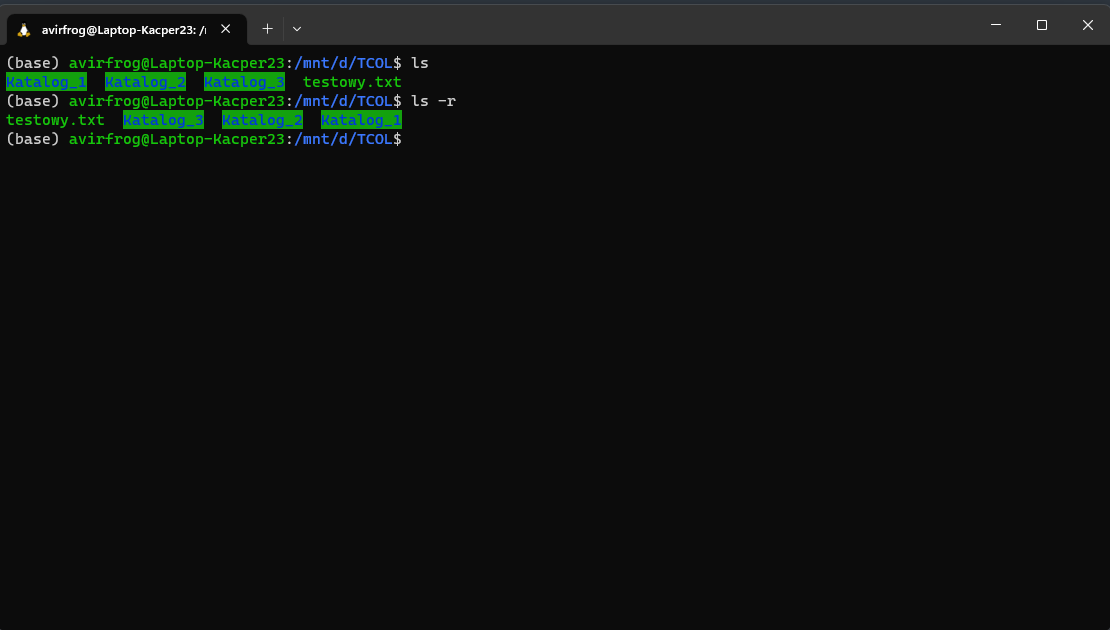 avirfrog@Laptop-Kacper23: /
(base) avirfrog@Laptop-Kacper23:/mnt/d/TCOL$ ls
Katalog_1  Katalog_2  Katalog_3  testowy.txt
(base) avirfrog@Laptop-Kacper23:/mnt/d/TCOL$ ls -r
testowy.txt  Katalog_3  Katalog_2  Katalog_1
(base) avirfrog@Laptop-Kacper23:/mnt/d/TCOL$